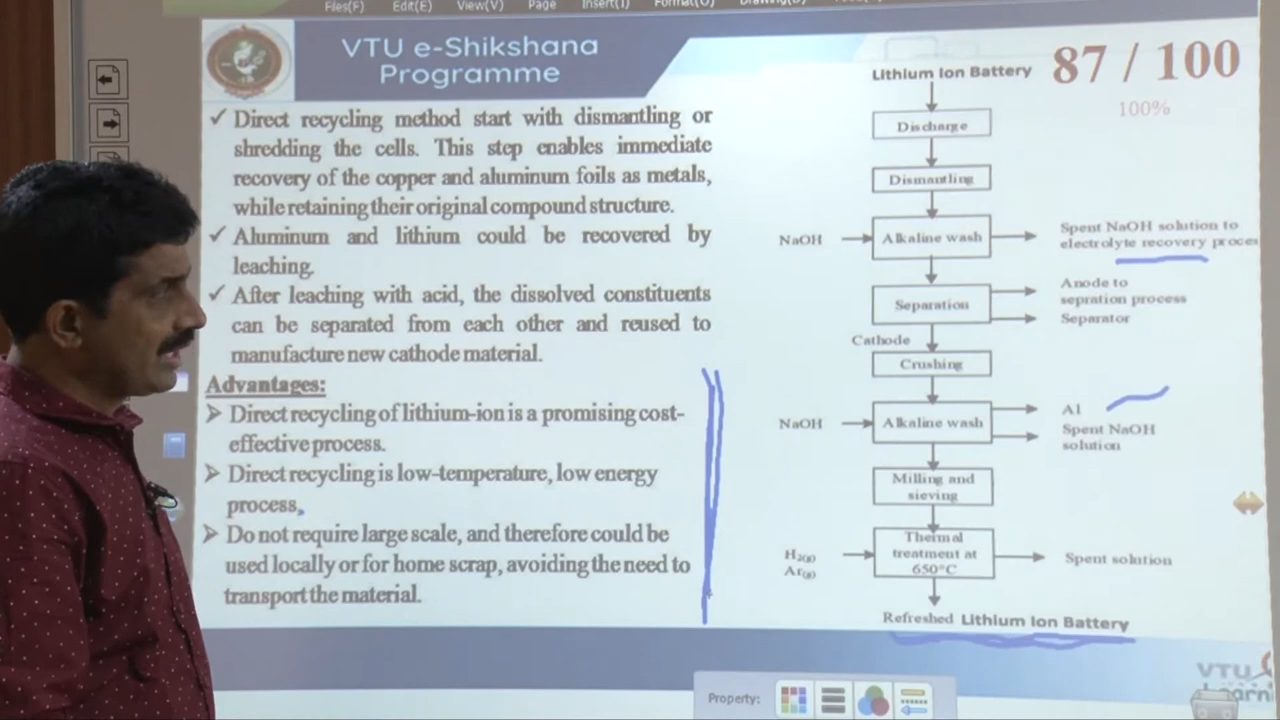 Files(F) Edit(E) View(V) Page Insert(I) Format(O)
VTU e-Shikshana
Programme
✓ Direct recycling method start with dismantling or
shredding the cells. This step enables immediate
recovery of the copper and aluminum foils as metals,
while retaining their original compound structure.
✓ Aluminum and lithium could be recovered by
leaching.
✓ After leaching with acid, the dissolved constituents
can be separated from each other and reused to
manufacture new cathode material.
Advantages:
➢ Direct recycling of lithium-ion is a promising cost-
effective process.
➢ Direct recycling is low-temperature, low energy
process.
➢ Do not require large scale, and therefore could be
used locally or for home scrap, avoiding the need to
transport the material.
Lithium Ion Battery
87 / 100
100%
Discharge
Dismantling
NaOH
Alkaline wash
Spent NaOH solution to
electrolyte recovery proces
Separation
Anode to
sepration process
Separator
Cathode
Crushing
NaOH
Alkaline wash
Al
Spent NaOH
solution
Milling and
sieving
H2(g)
Ar(g)
Thermal
treatment at
650°C
Spent solution
Refreshed Lithium Ion Battery
VTU
Learni
Property: